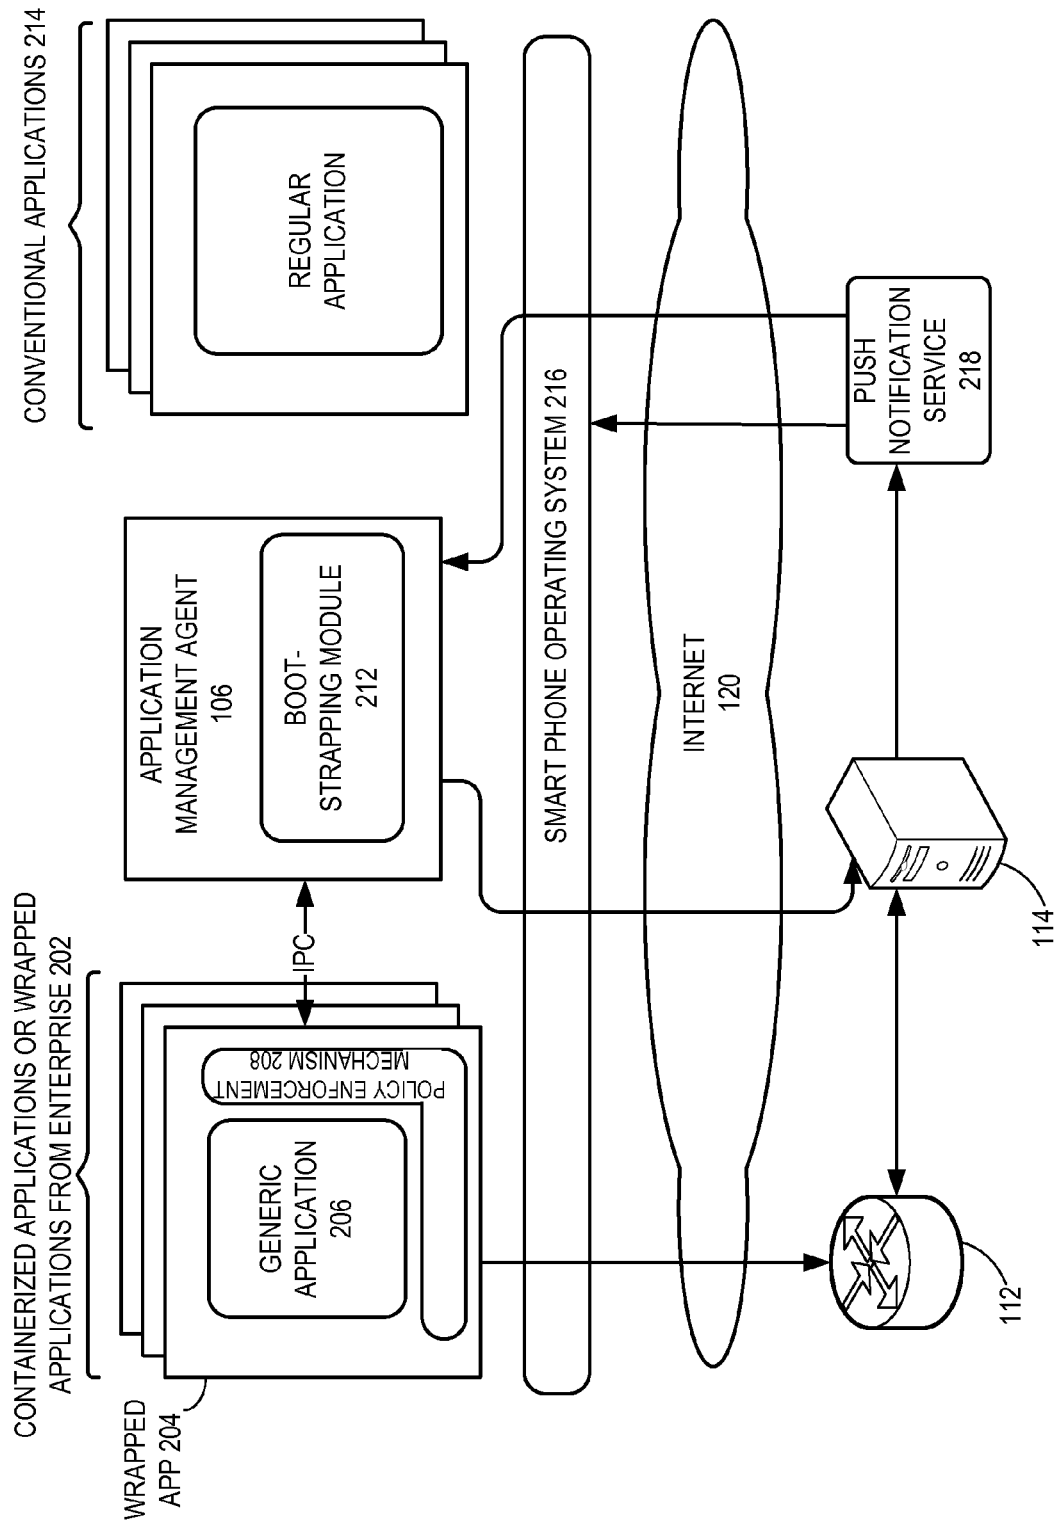 CONTAINERIZED APPLICATIONS OR WRAPPED
APPLICATIONS FROM ENTERPRISE 202
WRAPPED
APP 204
GENERIC
APPLICATION
206
POLICY ENFORCEMENT
MECHANISM 208
IPC
APPLICATION
MANAGEMENT AGENT
106
BOOT-
STRAPPING MODULE
212
CONVENTIONAL APPLICATIONS 214
REGULAR
APPLICATION
SMART PHONE OPERATING SYSTEM 216
INTERNET
120
112
114
PUSH
NOTIFICATION
SERVICE
218